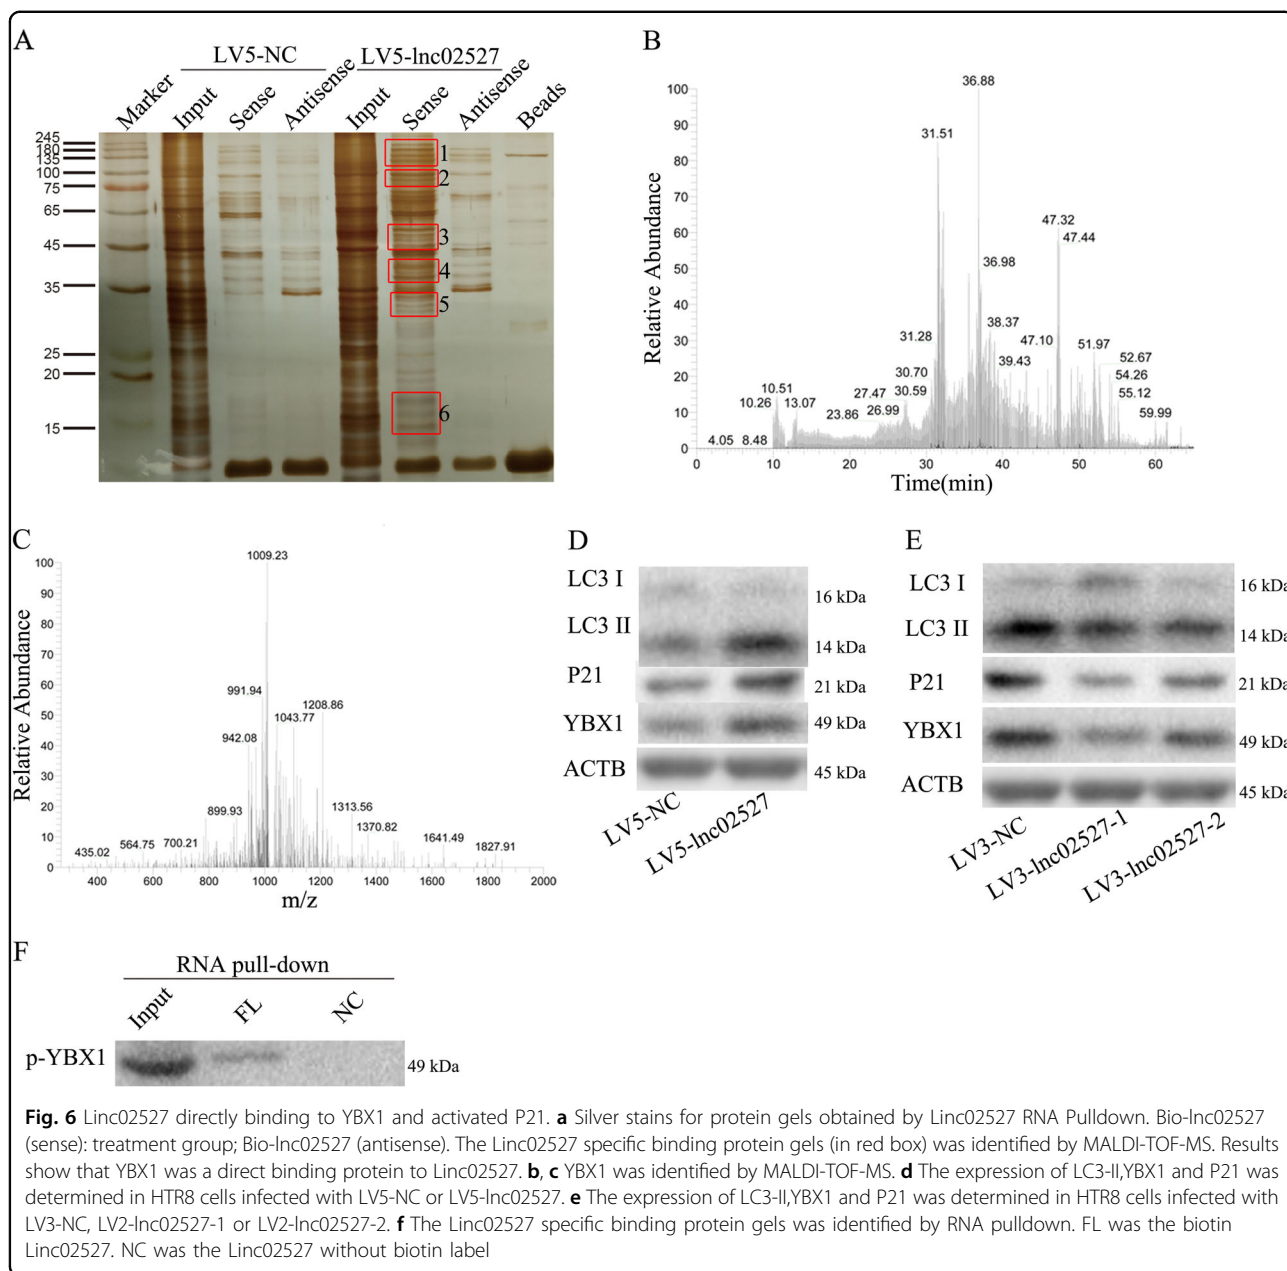 A
LV5-NC
LV5-lnc02527
Marker
Input
Sense
Antisense
Input
Sense
Antisense
Beads
245
180
135
100
75
65
45
35
25
20
15
1
2
3
4
5
6
B
Relative Abundance
100
90
80
70
60
50
40
30
20
10
0
36.88
31.51
47.32
47.44
36.98
38.37
31.28
47.10
51.97
39.43
52.67
30.70
54.26
10.51
27.47
30.59
55.12
10.26
13.07
23.86
26.99
59.99
4.05
8.48
0
10
20
30
40
50
60
Time(min)
C
Relative Abundance
100
90
80
70
60
50
40
30
20
10
0
1009.23
991.94
1208.86
1043.77
942.08
899.93
1313.56
1370.82
564.75
700.21
1641.49
435.02
1827.91
400
600
800
1000
1200
1400
1600
1800
2000
m/z
D
LC3 I
16 kDa
LC3 II
14 kDa
P21
21 kDa
YBX1
49 kDa
ACTB
45 kDa
LV5-NC
LV5-lnc02527
E
LC3 I
16 kDa
LC3 II
14 kDa
P21
21 kDa
YBX1
49 kDa
ACTB
45 kDa
LV3-NC
LV3-lnc02527-1
LV3-lnc02527-2
F
RNA pull-down
Input
FL
NC
p-YBX1
49 kDa
Fig. 6 Linc02527 directly binding to YBX1 and activated P21. a Silver stains for protein gels obtained by Linc02527 RNA Pulldown. Bio-lnc02527
(sense): treatment group; Bio-lnc02527 (antisense). The Linc02527 specific binding protein gels (in red box) was identified by MALDI-TOF-MS. Results
show that YBX1 was a direct binding protein to Linc02527. b, c YBX1 was identified by MALDI-TOF-MS. d The expression of LC3-II,YBX1 and P21 was
determined in HTR8 cells infected with LV5-NC or LV5-lnc02527. e The expression of LC3-II,YBX1 and P21 was determined in HTR8 cells infected with
LV3-NC, LV2-lnc02527-1 or LV2-lnc02527-2. f The Linc02527 specific binding protein gels was identified by RNA pulldown. FL was the biotin
Linc02527. NC was the Linc02527 without biotin label